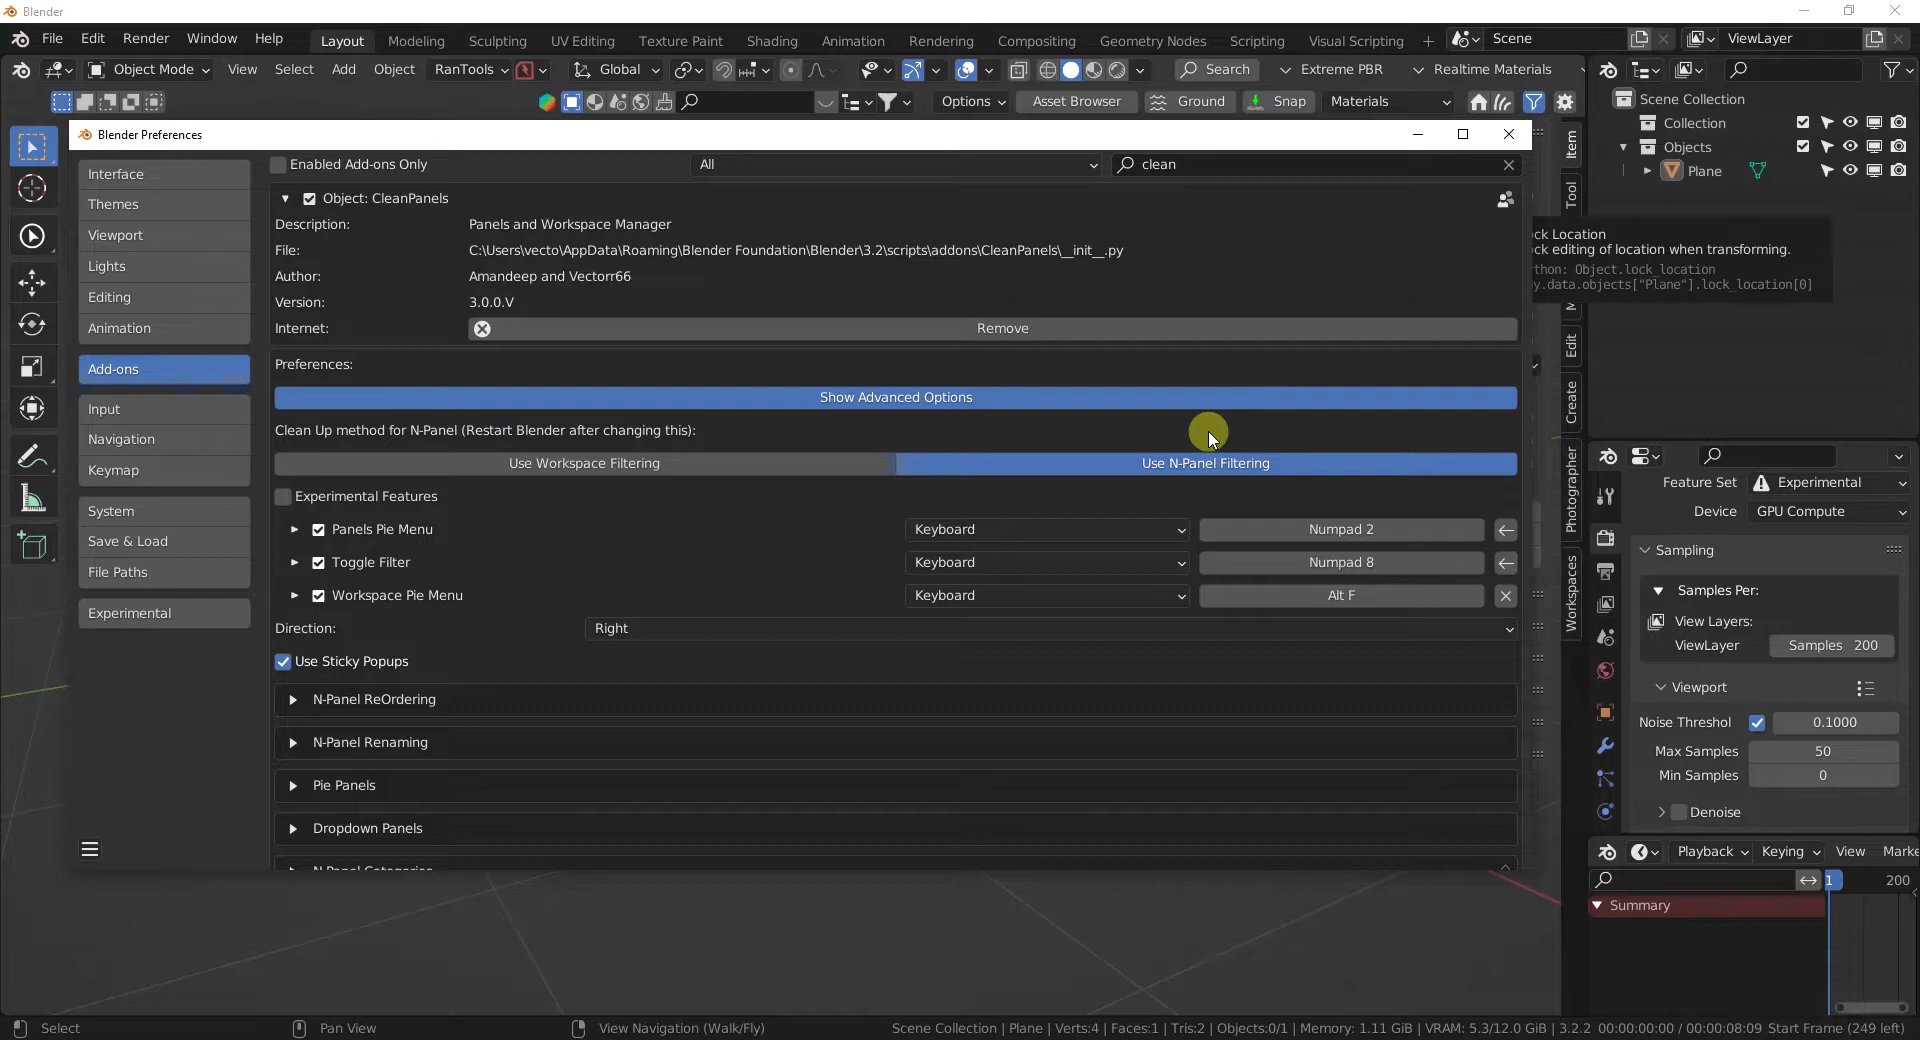 Blender
File Edit Render Window Help Layout Modeling Sculpting UV Editing Texture Paint Shading Animation Rendering Compositing Geometry Nodes Scripting Visual Scripting Scene ViewLayer
Object Mode View Select Add Object RanTools Global Search Extreme PBR Realtime Materials
Options Asset Browser Ground Snap Materials
Scene Collection
Collection
Objects
Plane
Blender Preferences
Interface
Themes
Viewport
Lights
Editing
Animation
Add-ons
Input
Navigation
Keymap
System
Save & Load
File Paths
Experimental
Enabled Add-ons Only All clean
Object: CleanPanels
Description: Panels and Workspace Manager
File: C:\Users\vecto\AppData\Roaming\Blender Foundation\Blender\3.2\scripts\addons\CleanPanels\__init__.py
Author: Amandeep and Vectorr66
Version: 3.0.0.V
Internet: Remove
Preferences:
Show Advanced Options
Clean Up method for N-Panel (Restart Blender after changing this):
Use Workspace Filtering Use N-Panel Filtering
Experimental Features
Panels Pie Menu Keyboard Numpad 2
Toggle Filter Keyboard Numpad 8
Workspace Pie Menu Keyboard Alt F
Direction: Right
Use Sticky Popups
N-Panel ReOrdering
N-Panel Renaming
Pie Panels
Dropdown Panels
N-Panel Categories
Item
Tool
Edit
Create
Photographer
Workspaces
ck Location
ck editing of location when transforming.
thon: Object.lock_location
y.data.objects["Plane"].lock_location[0]
Feature Set Experimental
Device GPU Compute
Sampling
Samples Per:
View Layers:
ViewLayer Samples 200
Viewport
Noise Threshol 0.1000
Max Samples 50
Min Samples 0
Denoise
Playback Keying View Marke
1 200
Summary
Select Pan View View Navigation (Walk/Fly) Scene Collection | Plane | Verts:4 | Faces:1 | Tris:2 | Objects:0/1 | Memory: 1.11 GiB | VRAM: 5.3/12.0 GiB | 3.2.2 00:00:00:00 / 00:00:08:09 Start Frame (249 left)